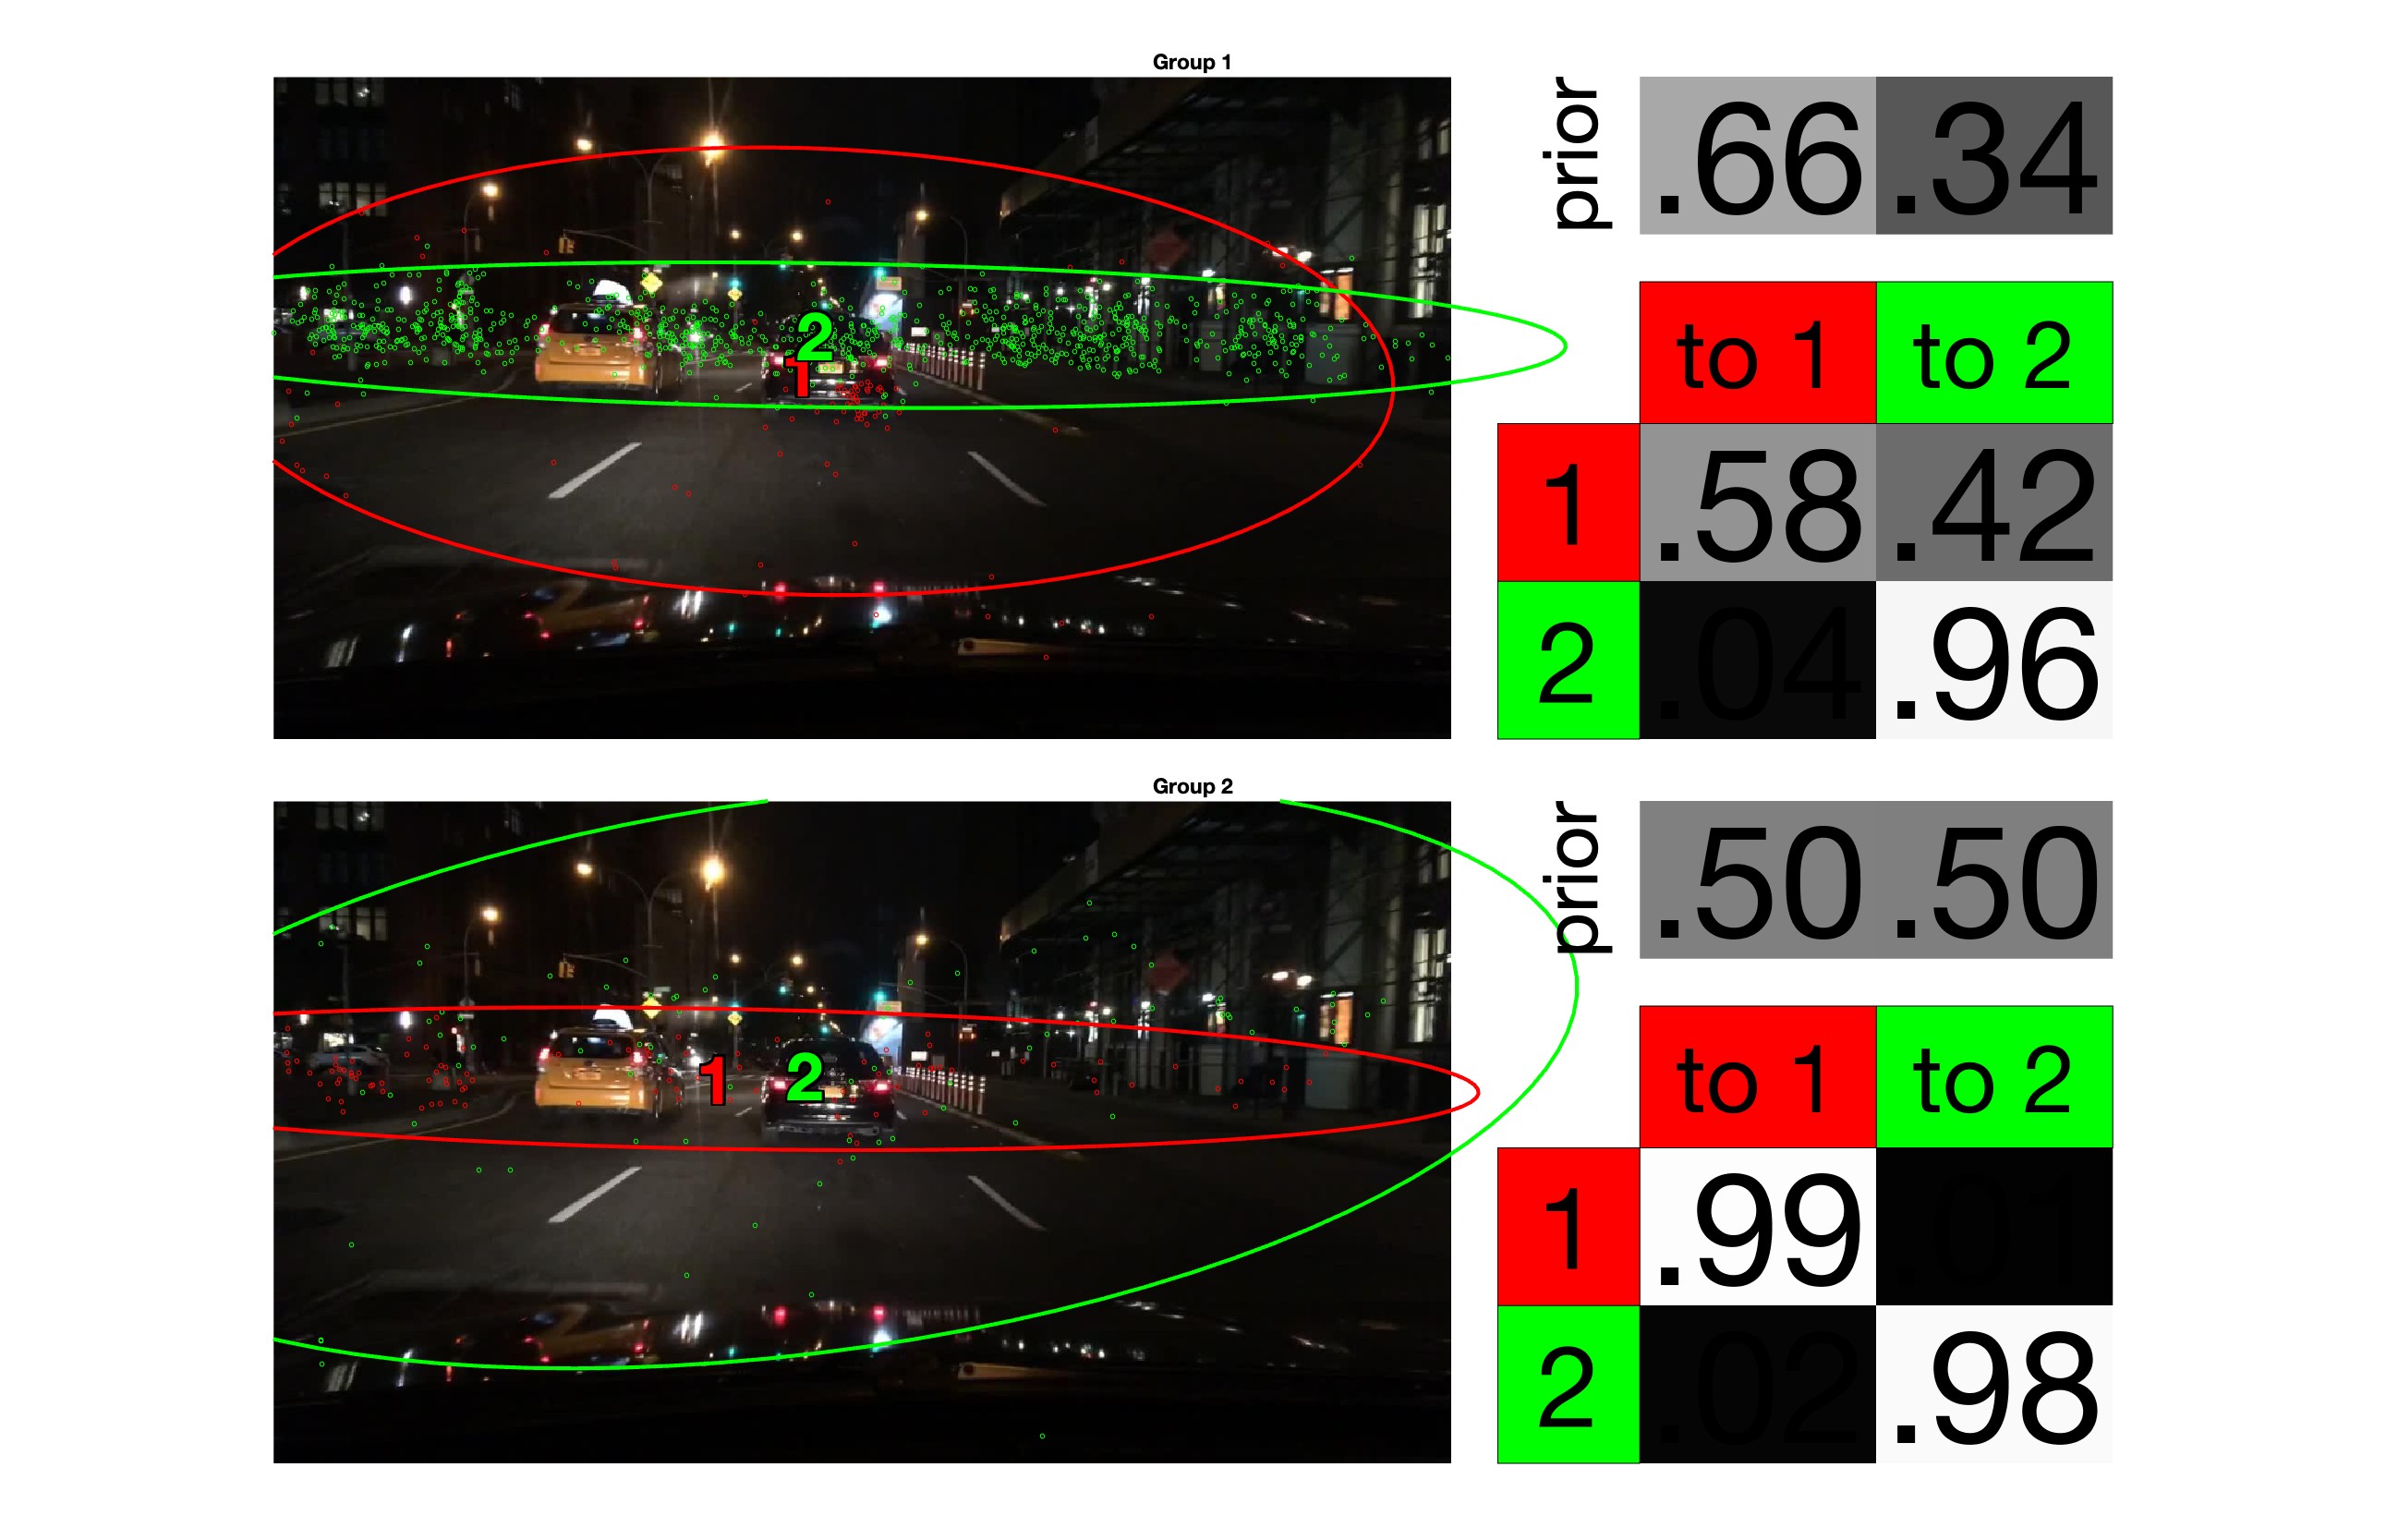 Group 1
prior .66 .34
to 1 to 2
1 .58 .42
2 .04 .96
2
1
Group 2
prior .50 .50
to 1 to 2
1 .99 .01
2 .02 .98
1 2